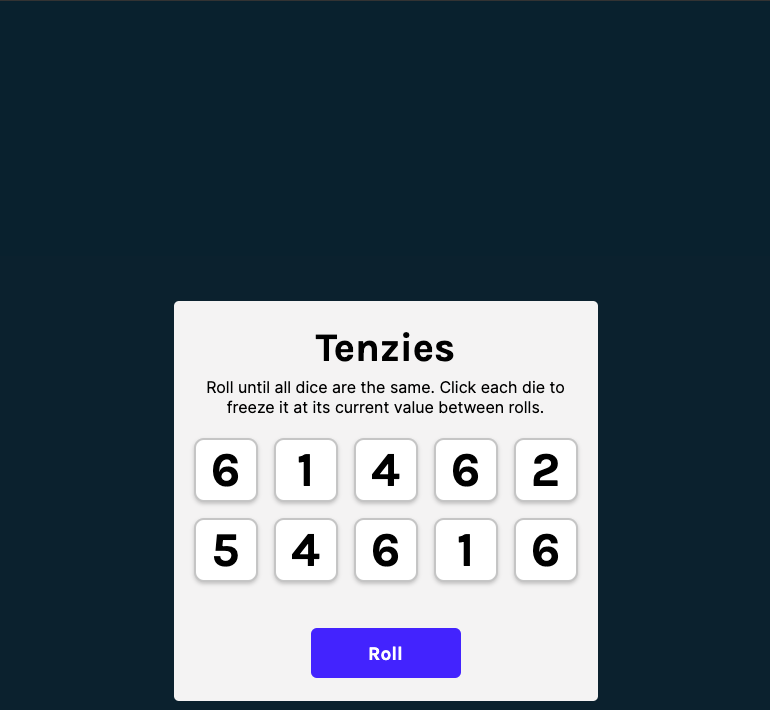 Tenzies
Roll until all dice are the same. Click each die to
freeze it at its current value between rolls.
6 1 4 6 2
5 4 6 1 6
Roll